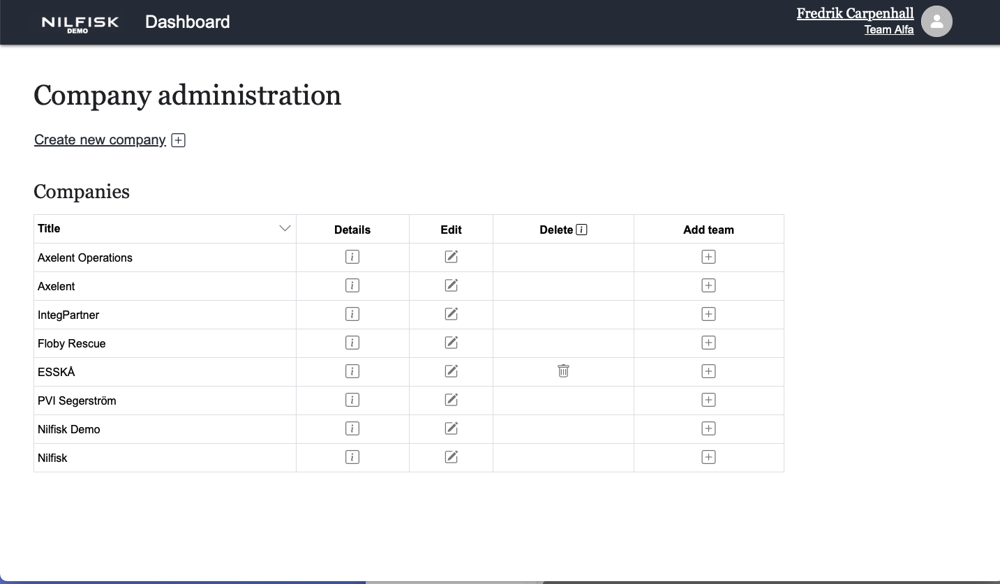 NILFISK
DEMO
Dashboard
Fredrik Carpenhall
Team Alfa
Company administration
Create new company
Companies
Title Details Edit Delete Add team
Axelent Operations
Axelent
IntegPartner
Floby Rescue
ESSKÅ
PVI Segerström
Nilfisk Demo
Nilfisk